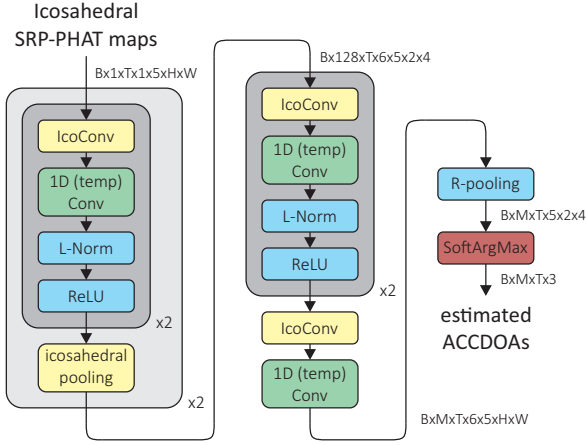 Icosahedral
SRP-PHAT maps
Bx1xTx1x5xHxW
IcoConv
1D (temp)
Conv
L-Norm
ReLU
x2
icosahedral
pooling
x2
Bx128xTx6x5x2x4
IcoConv
1D (temp)
Conv
L-Norm
ReLU
x2
IcoConv
1D (temp)
Conv
BxMxTx6x5xHxW
R-pooling
BxMxTx5x2x4
SoftArgMax
BxMxTx3
estimated
ACCDOAs